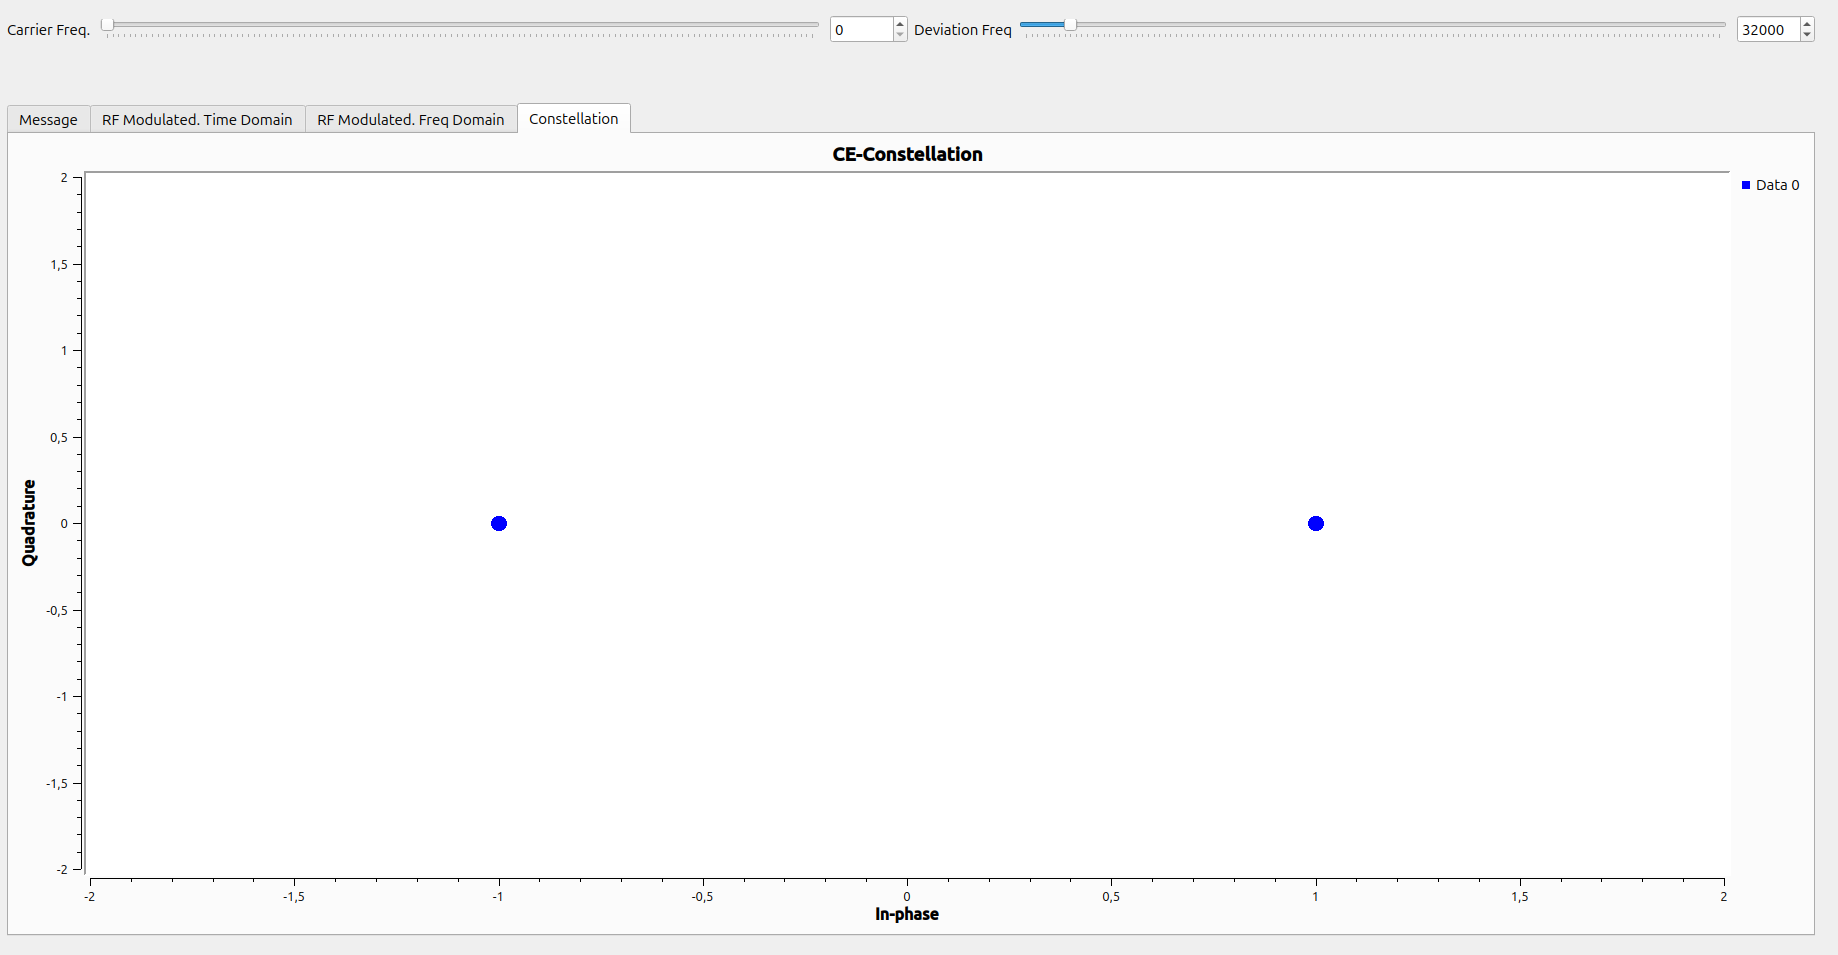 Carrier Freq. 0 Deviation Freq 32000
Message RF Modulated. Time Domain RF Modulated. Freq Domain Constellation
CE-Constellation
Data 0
2
1,5
1
0,5
0
-0,5
-1
-1,5
-2
Quadrature
-2 -1,5 -1 -0,5 0 0,5 1 1,5 2
In-phase